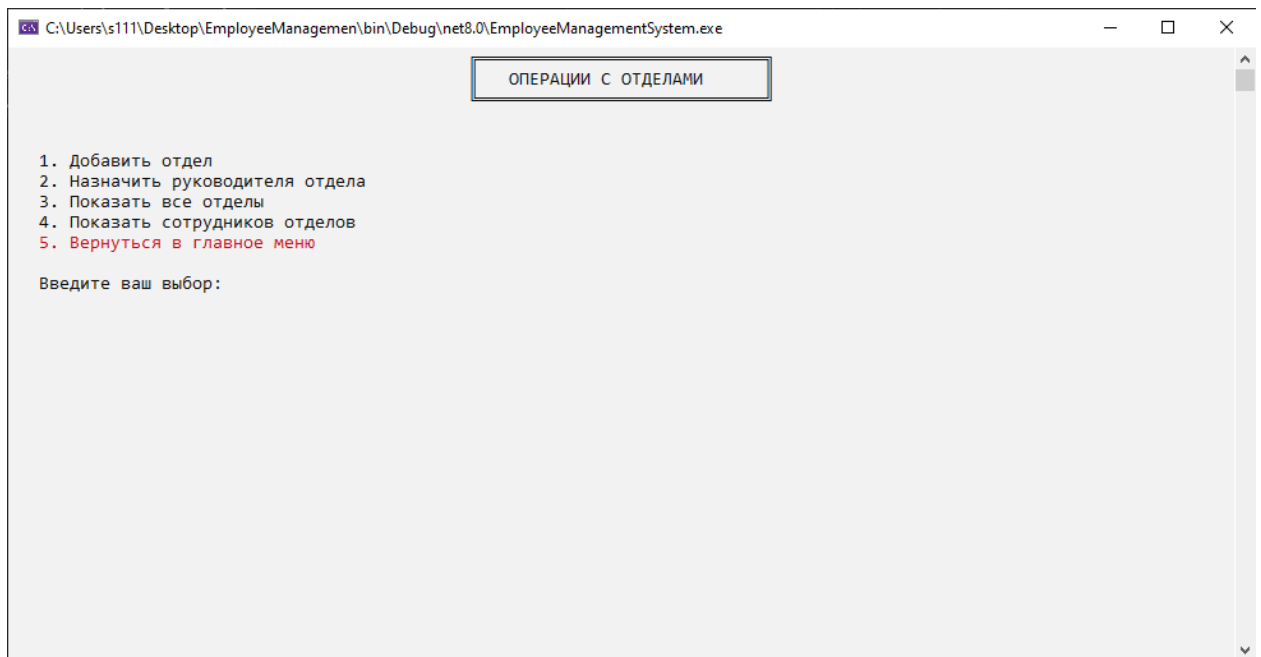 C:\Users\s111\Desktop\EmployeeManagemen\bin\Debug\net8.0\EmployeeManagementSystem.exe
ОПЕРАЦИИ С ОТДЕЛАМИ
1. Добавить отдел
2. Назначить руководителя отдела
3. Показать все отделы
4. Показать сотрудников отделов
5. Вернуться в главное меню
Введите ваш выбор: